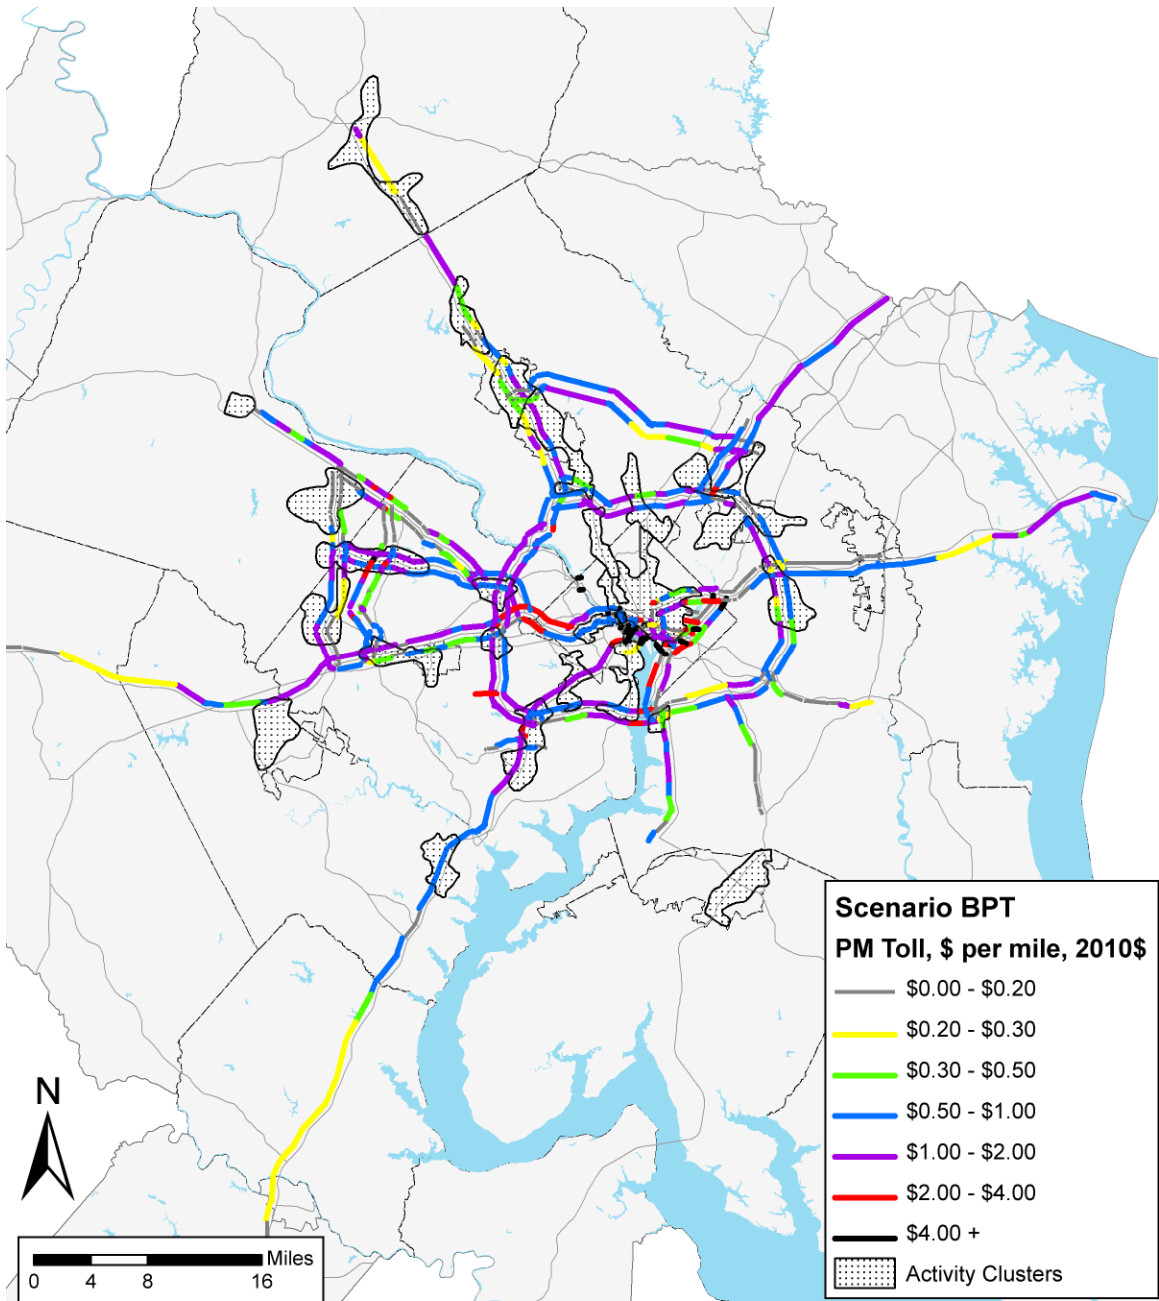 Scenario BPT
PM Toll, $ per mile, 2010$
$0.00 - $0.20
$0.20 - $0.30
$0.30 - $0.50
$0.50 - $1.00
$1.00 - $2.00
$2.00 - $4.00
$4.00 +
Activity Clusters
N
Miles
0 4 8 16